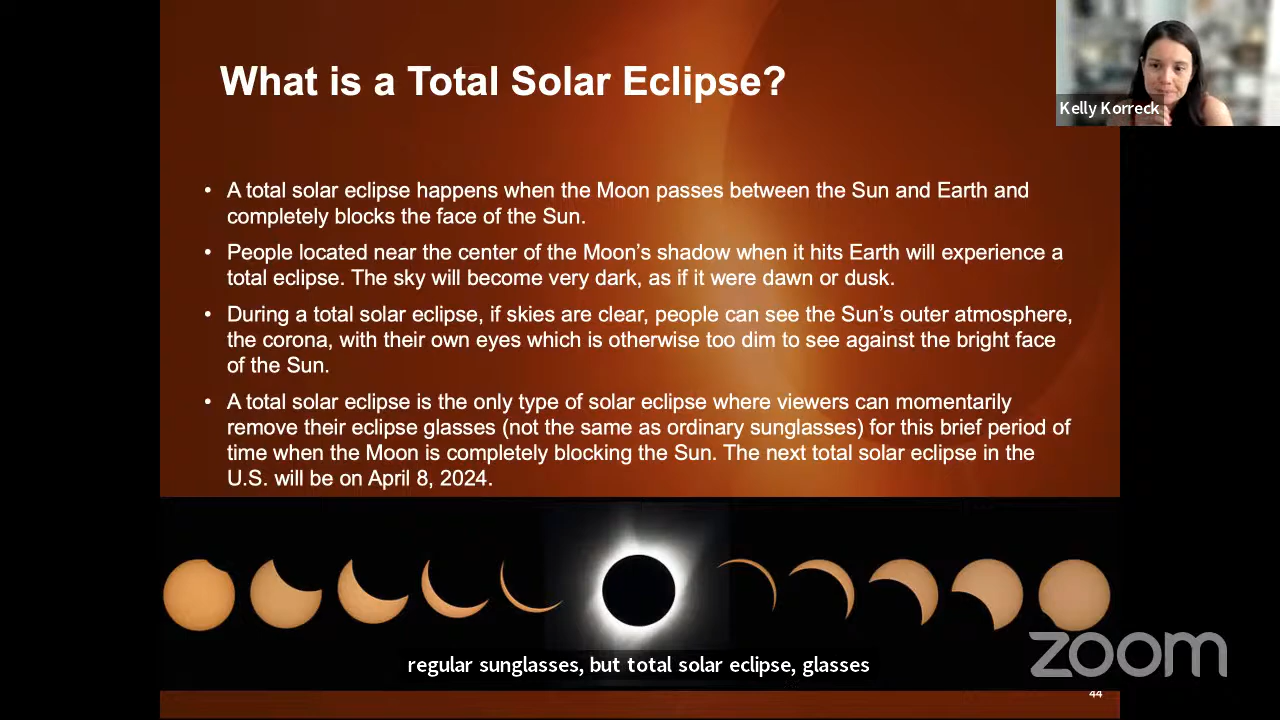 What is a Total Solar Eclipse?
Kelly Korreck
• A total solar eclipse happens when the Moon passes between the Sun and Earth and
completely blocks the face of the Sun.
• People located near the center of the Moon’s shadow when it hits Earth will experience a
total eclipse. The sky will become very dark, as if it were dawn or dusk.
• During a total solar eclipse, if skies are clear, people can see the Sun’s outer atmosphere,
the corona, with their own eyes which is otherwise too dim to see against the bright face
of the Sun.
• A total solar eclipse is the only type of solar eclipse where viewers can momentarily
remove their eclipse glasses (not the same as ordinary sunglasses) for this brief period of
time when the Moon is completely blocking the Sun. The next total solar eclipse in the
U.S. will be on April 8, 2024.
zoom
regular sunglasses, but total solar eclipse, glasses
44